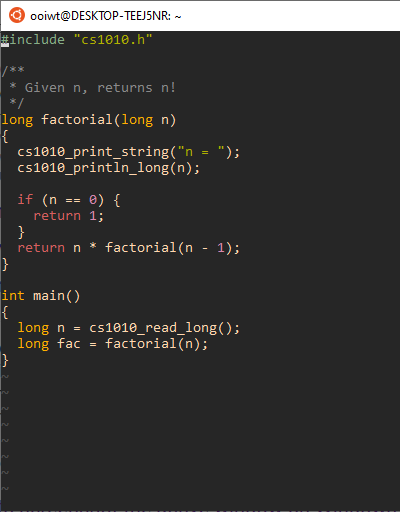 ooiwt@DESKTOP-TEEJ5NR: ~
#include "cs1010.h"

/**
 * Given n, returns n!
 */
long factorial(long n)
{
  cs1010_print_string("n = ");
  cs1010_println_long(n);

  if (n == 0) {
    return 1;
  }
  return n * factorial(n - 1);
}

int main()
{
  long n = cs1010_read_long();
  long fac = factorial(n);
}
~
~
~
~
~
~
~
~